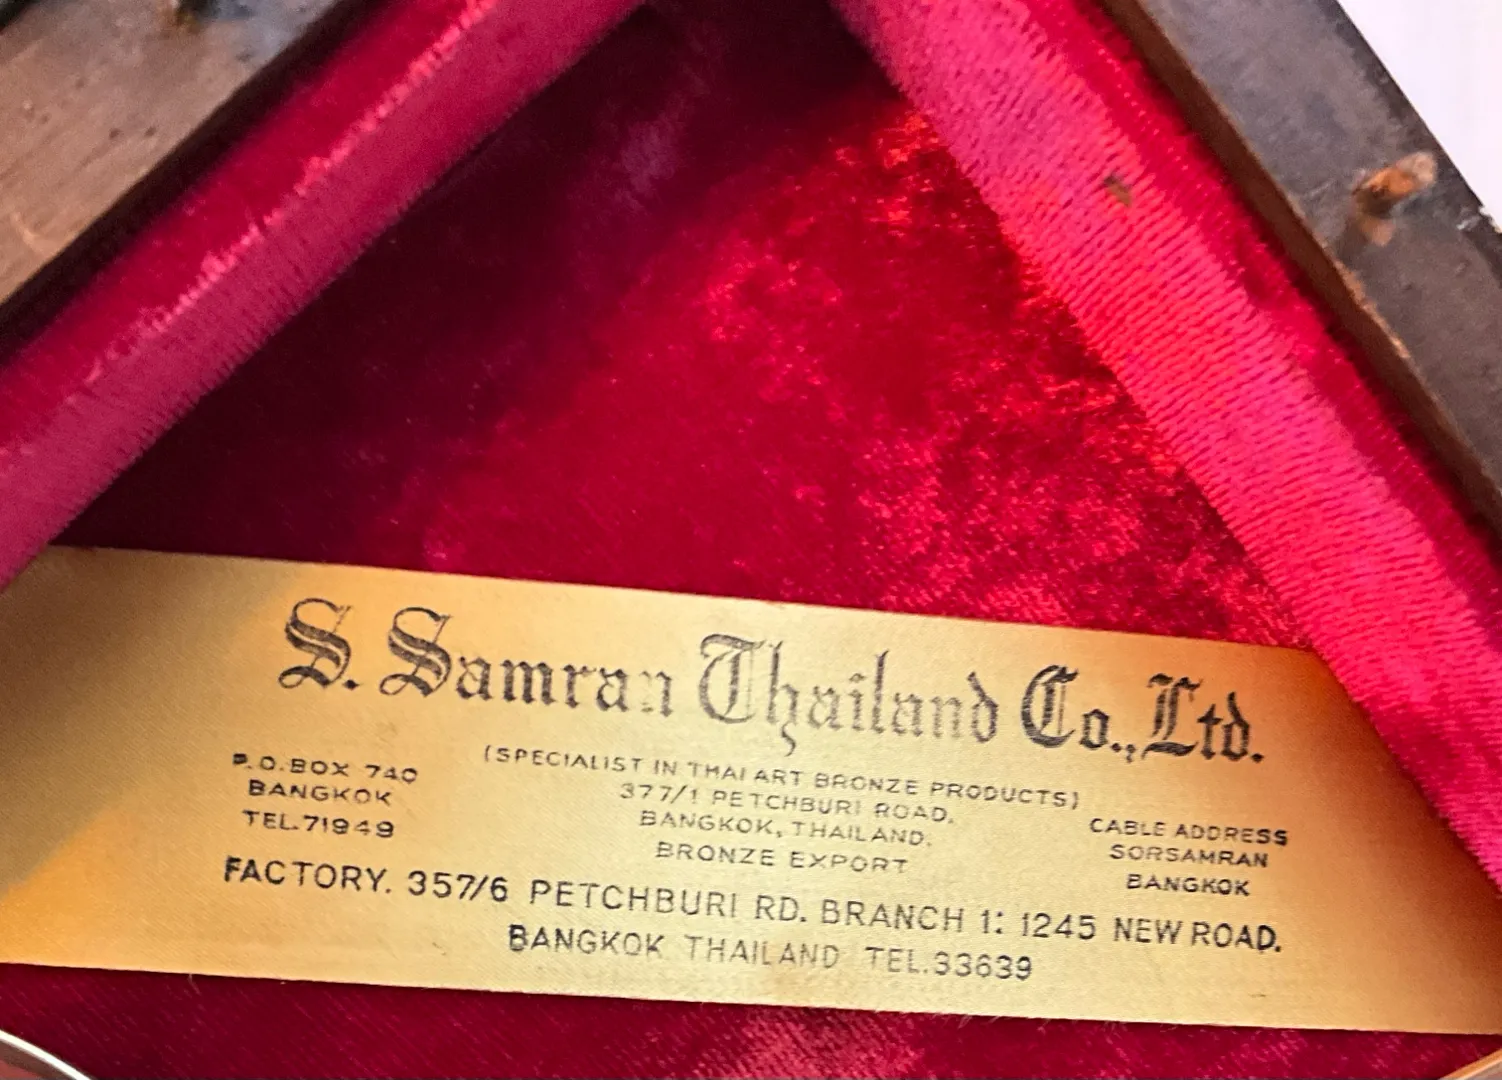 S. Samran Thailand Co., Ltd.
(SPECIALIST IN THAI ART BRONZE PRODUCTS)
P.O.BOX 740
BANGKOK
TEL.71949
377/1 PETCHBURI ROAD.
BANGKOK, THAILAND.
BRONZE EXPORT
CABLE ADDRESS
SORSAMRAN
BANGKOK
FACTORY. 357/6 PETCHBURI RD. BRANCH 1: 1245 NEW ROAD.
BANGKOK THAILAND TEL.33639